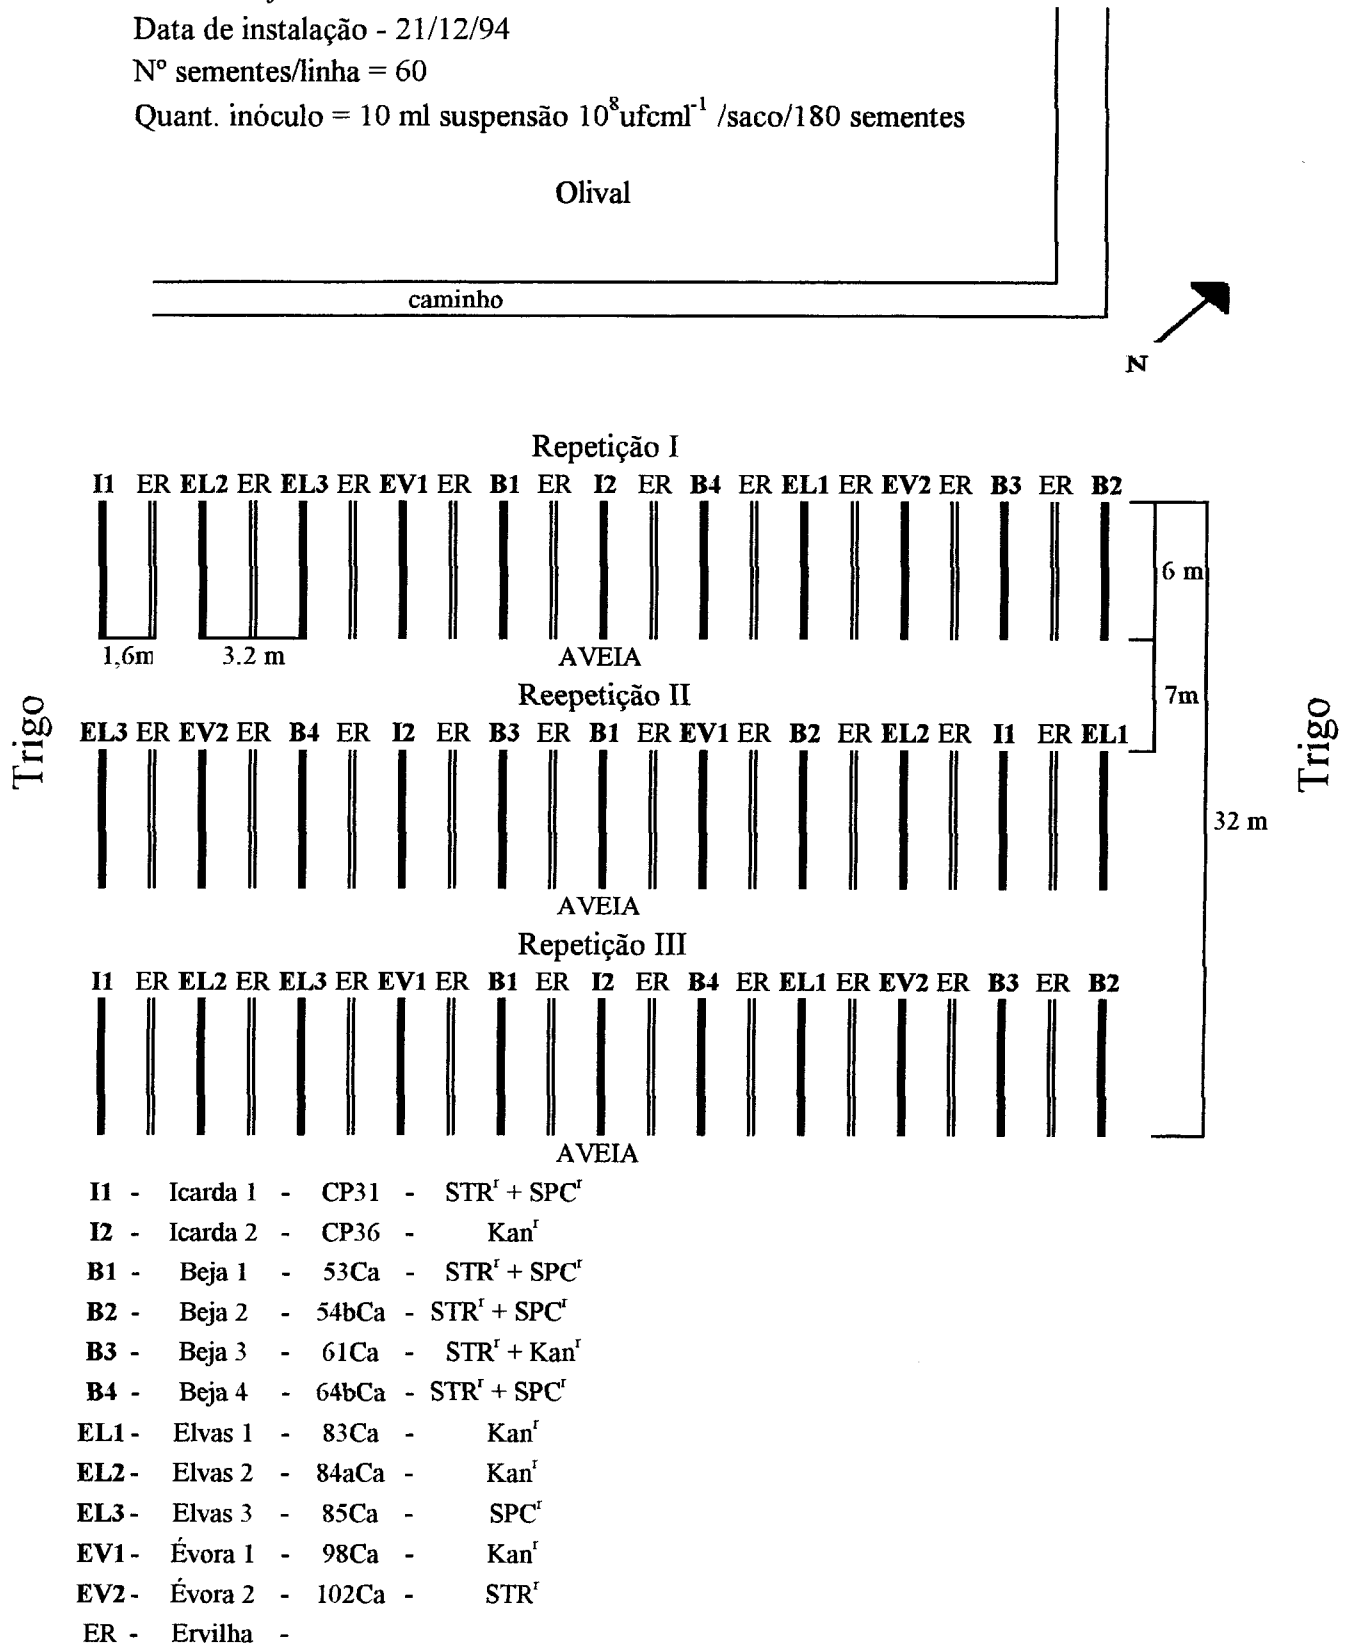 Data de instalação - 21/12/94
Nº sementes/linha = 60
Quant. inóculo = 10 ml suspensão 10⁸ufcml⁻¹ /saco/180 sementes
Olival
caminho
N
Repetição I
I1 ER EL2 ER EL3 ER EV1 ER B1 ER I2 ER B4 ER EL1 ER EV2 ER B3 ER B2
6 m
1,6m 3.2 m AVEIA
7m
Reepetição II
Trigo
Trigo
EL3 ER EV2 ER B4 ER I2 ER B3 ER B1 ER EV1 ER B2 ER EL2 ER I1 ER EL1
32 m
AVEIA
Repetição III
I1 ER EL2 ER EL3 ER EV1 ER B1 ER I2 ER B4 ER EL1 ER EV2 ER B3 ER B2
AVEIA
I1 - Icarda 1 - CP31 - STRʳ + SPCʳ
I2 - Icarda 2 - CP36 - Kanʳ
B1 - Beja 1 - 53Ca - STRʳ + SPCʳ
B2 - Beja 2 - 54bCa - STRʳ + SPCʳ
B3 - Beja 3 - 61Ca - STRʳ + Kanʳ
B4 - Beja 4 - 64bCa - STRʳ + SPCʳ
EL1 - Elvas 1 - 83Ca - Kanʳ
EL2 - Elvas 2 - 84aCa - Kanʳ
EL3 - Elvas 3 - 85Ca - SPCʳ
EV1 - Évora 1 - 98Ca - Kanʳ
EV2 - Évora 2 - 102Ca - STRʳ
ER - Ervilha -